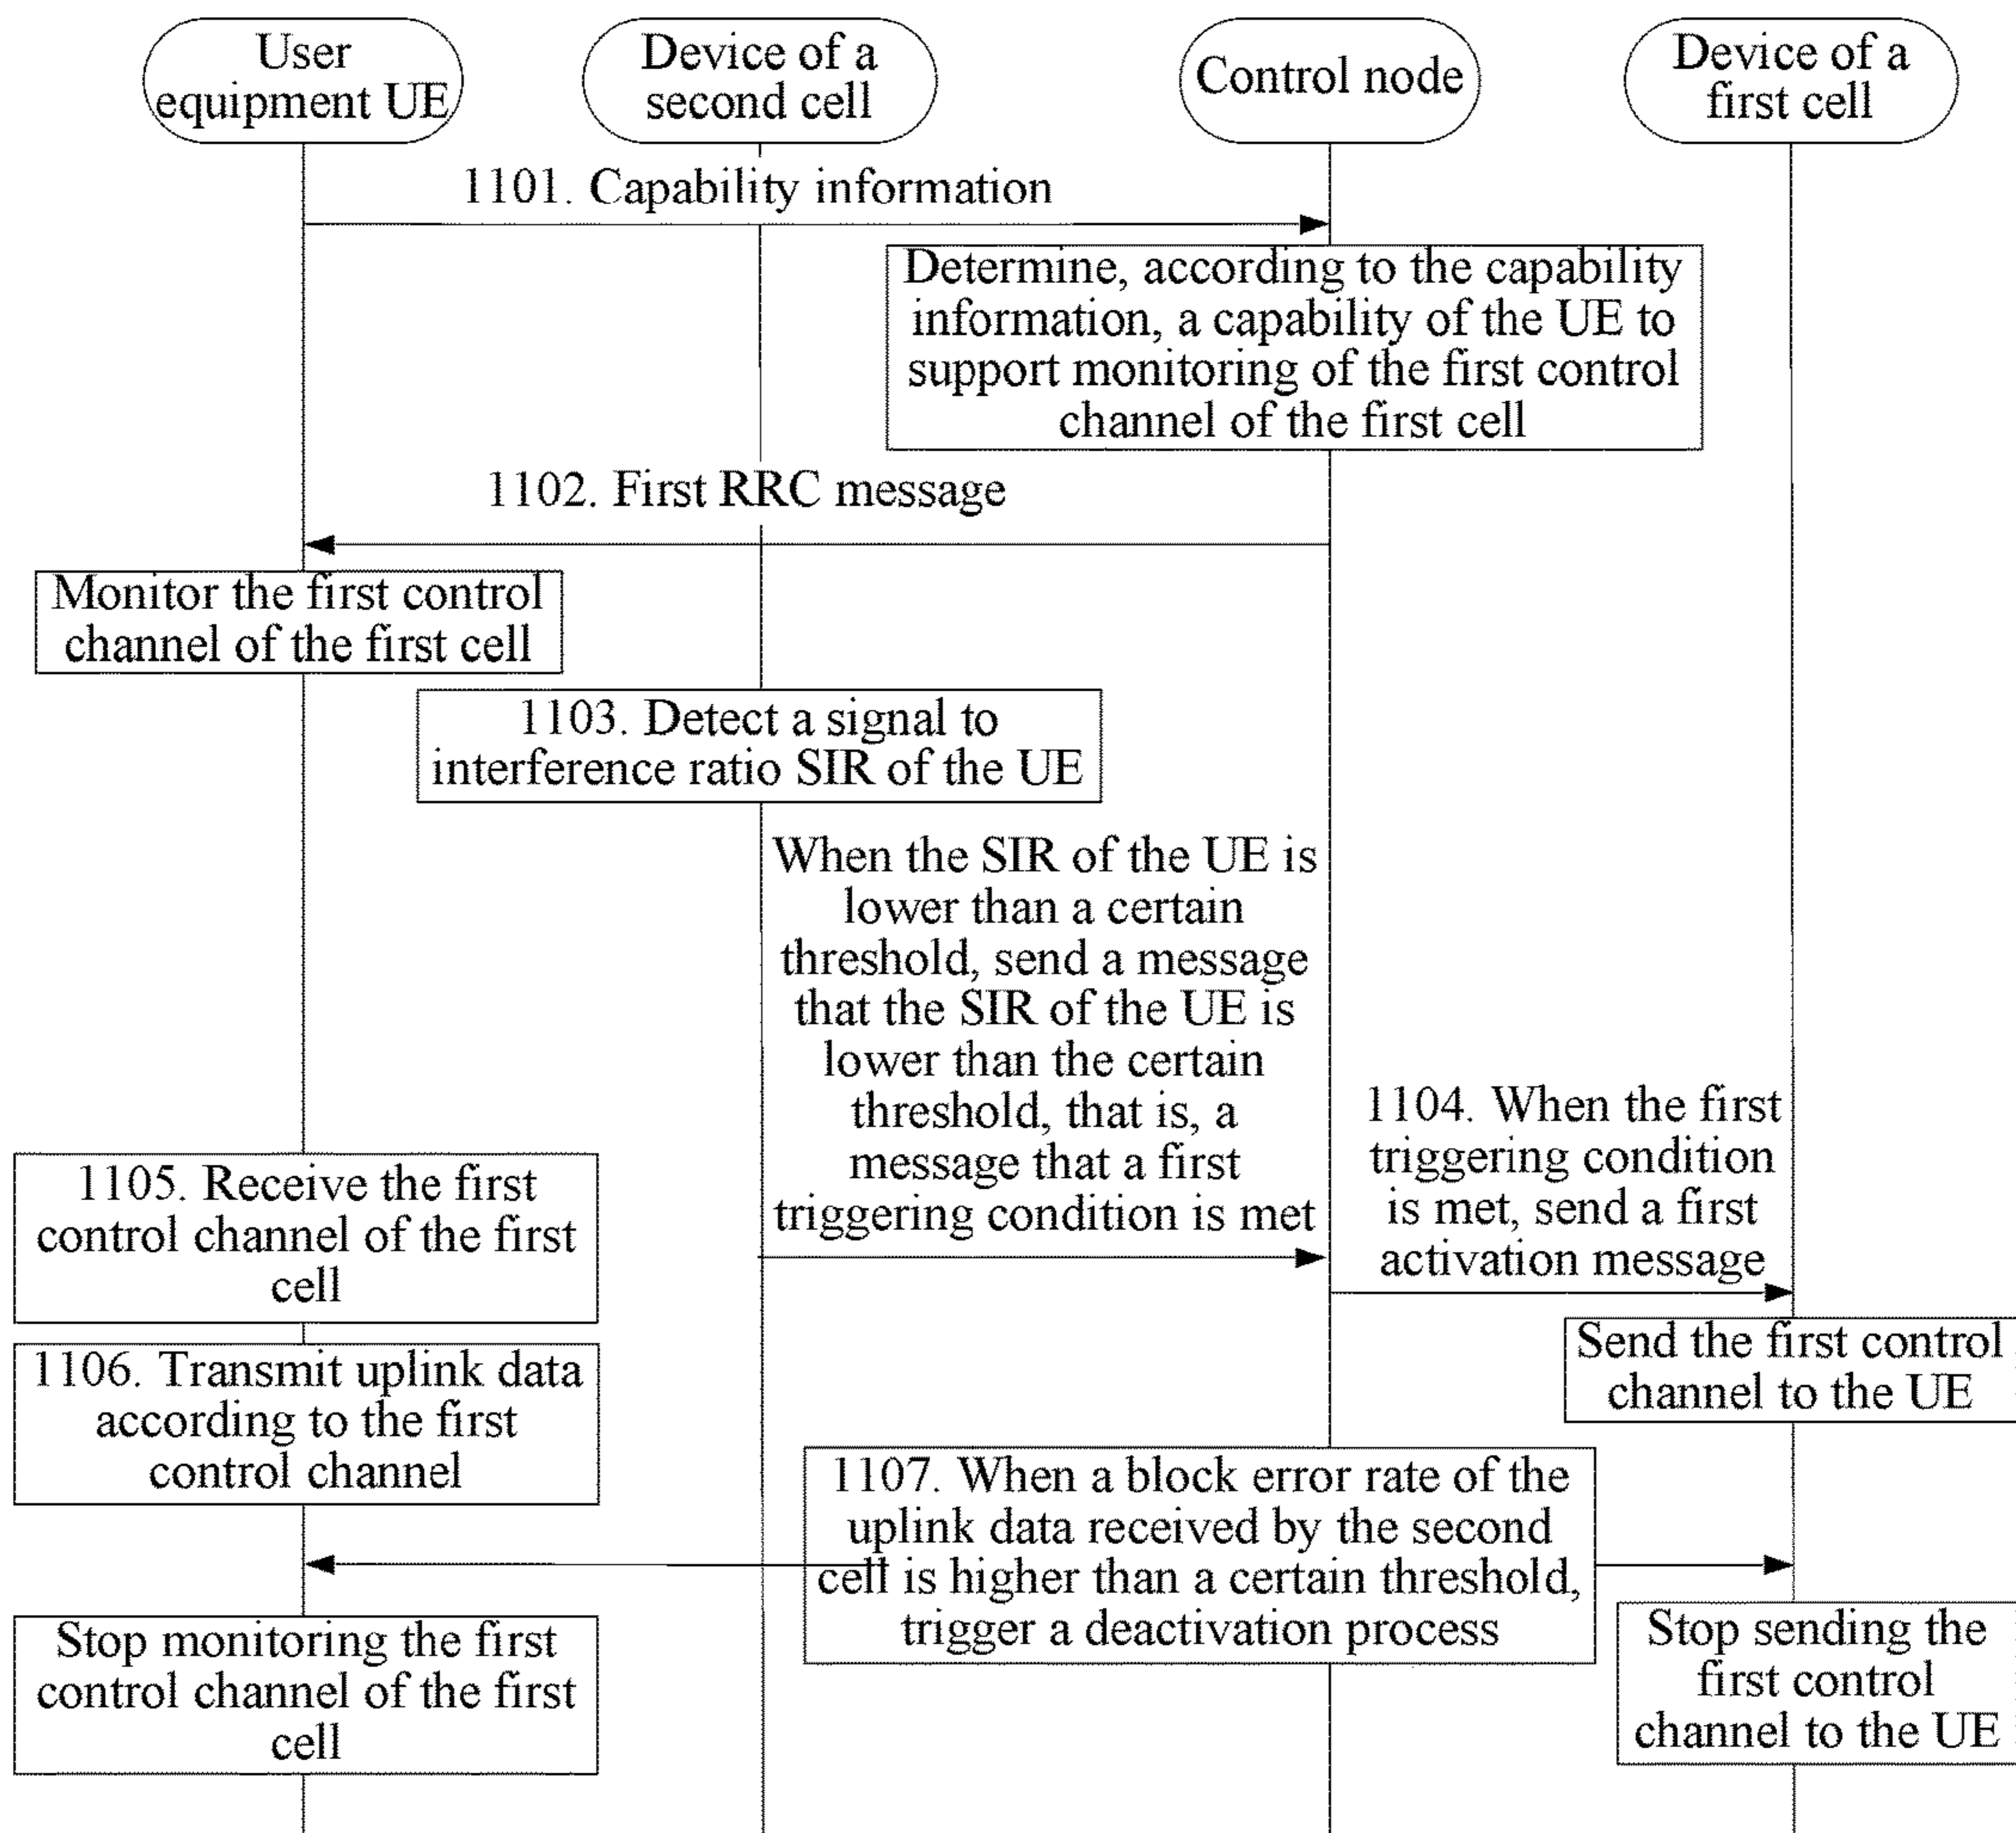 User
equipment UE
Device of a
second cell
Control node
Device of a
first cell
1101. Capability information
Determine, according to the capability
information, a capability of the UE to
support monitoring of the first control
channel of the first cell
1102. First RRC message
Monitor the first control
channel of the first cell
1103. Detect a signal to
interference ratio SIR of the UE
When the SIR of the UE is
lower than a certain
threshold, send a message
that the SIR of the UE is
lower than the certain
threshold, that is, a
message that a first
triggering condition is met
1104. When the first
triggering condition
is met, send a first
activation message
1105. Receive the first
control channel of the first
cell
Send the first control
channel to the UE
1106. Transmit uplink data
according to the first
control channel
1107. When a block error rate of the
uplink data received by the second
cell is higher than a certain threshold,
trigger a deactivation process
Stop monitoring the first
control channel of the first
cell
Stop sending the
first control
channel to the UE